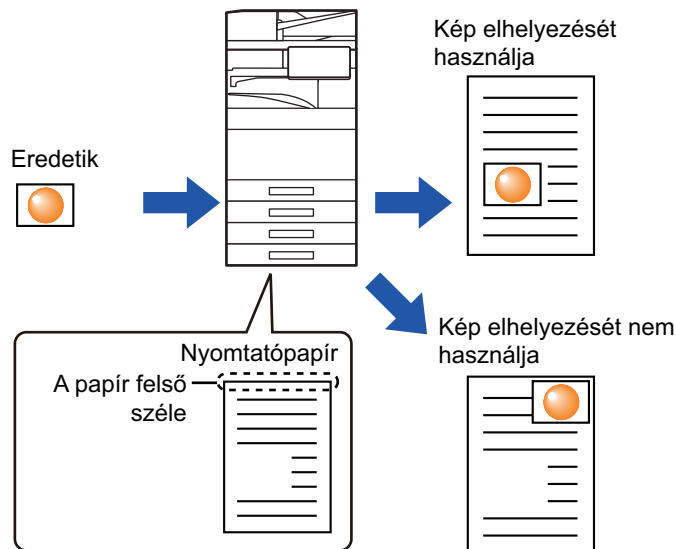 Kép elhelyezését
használja
Eredetik
Kép elhelyezését nem
használja
Nyomtatópapír
A papír felső
széle